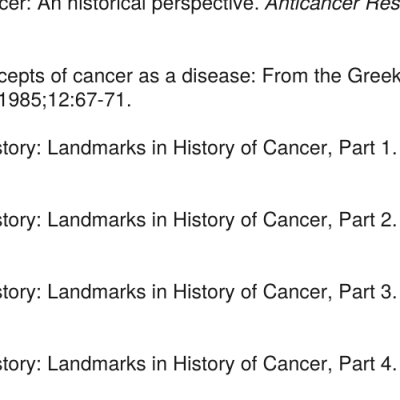 cer: An historical perspective. Anticancer Res
cepts of cancer as a disease: From the Greek
1985;12:67-71.
story: Landmarks in History of Cancer, Part 1.
story: Landmarks in History of Cancer, Part 2.
story: Landmarks in History of Cancer, Part 3.
story: Landmarks in History of Cancer, Part 4.